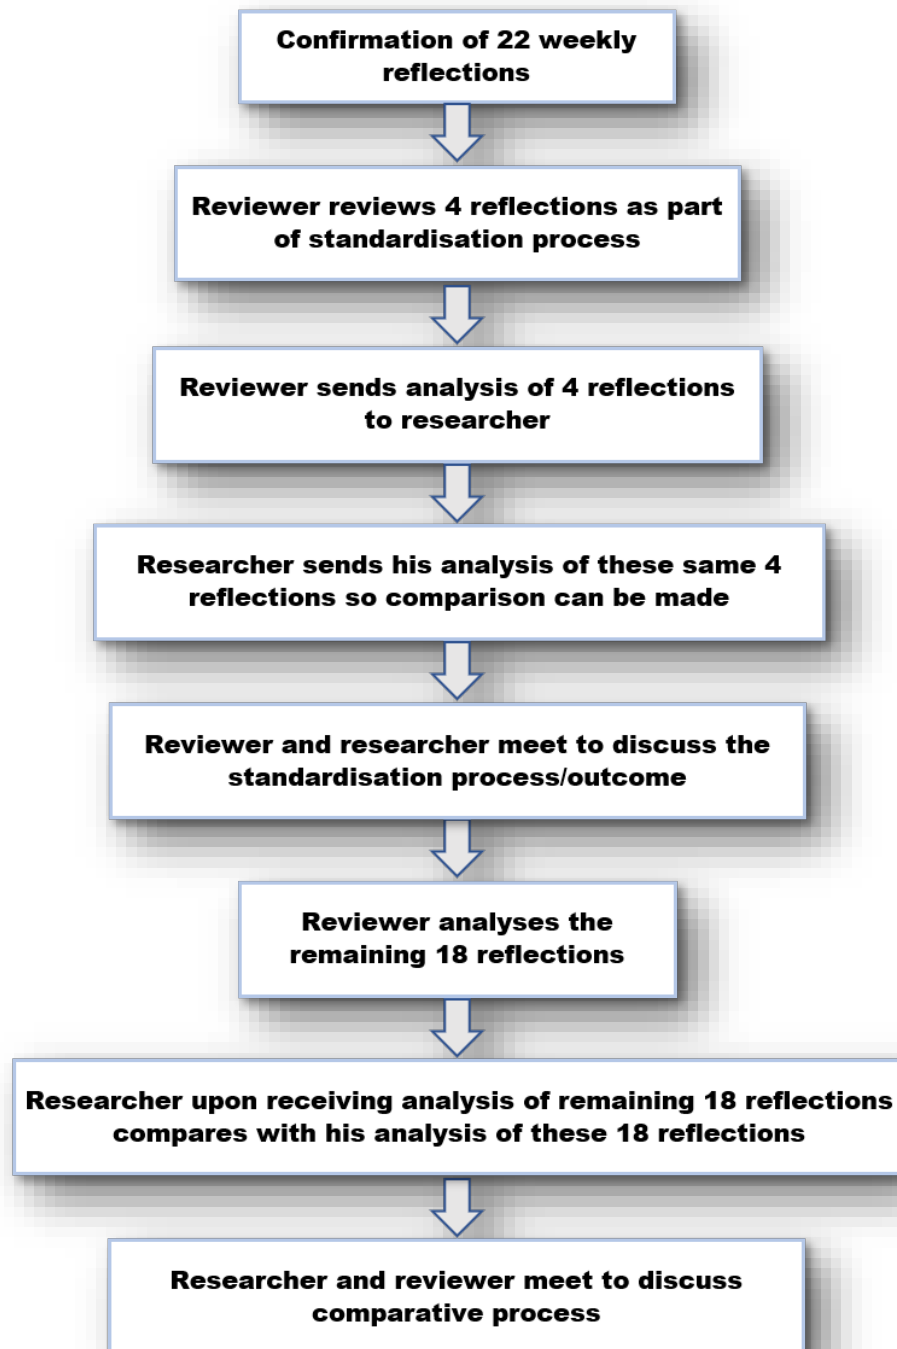 Confirmation of 22 weekly
reflections
Reviewer reviews 4 reflections as part
of standardisation process
Reviewer sends analysis of 4 reflections
to researcher
Researcher sends his analysis of these same 4
reflections so comparison can be made
Reviewer and researcher meet to discuss the
standardisation process/outcome
Reviewer analyses the
remaining 18 reflections
Researcher upon receiving analysis of remaining 18 reflections
compares with his analysis of these 18 reflections
Researcher and reviewer meet to discuss
comparative process